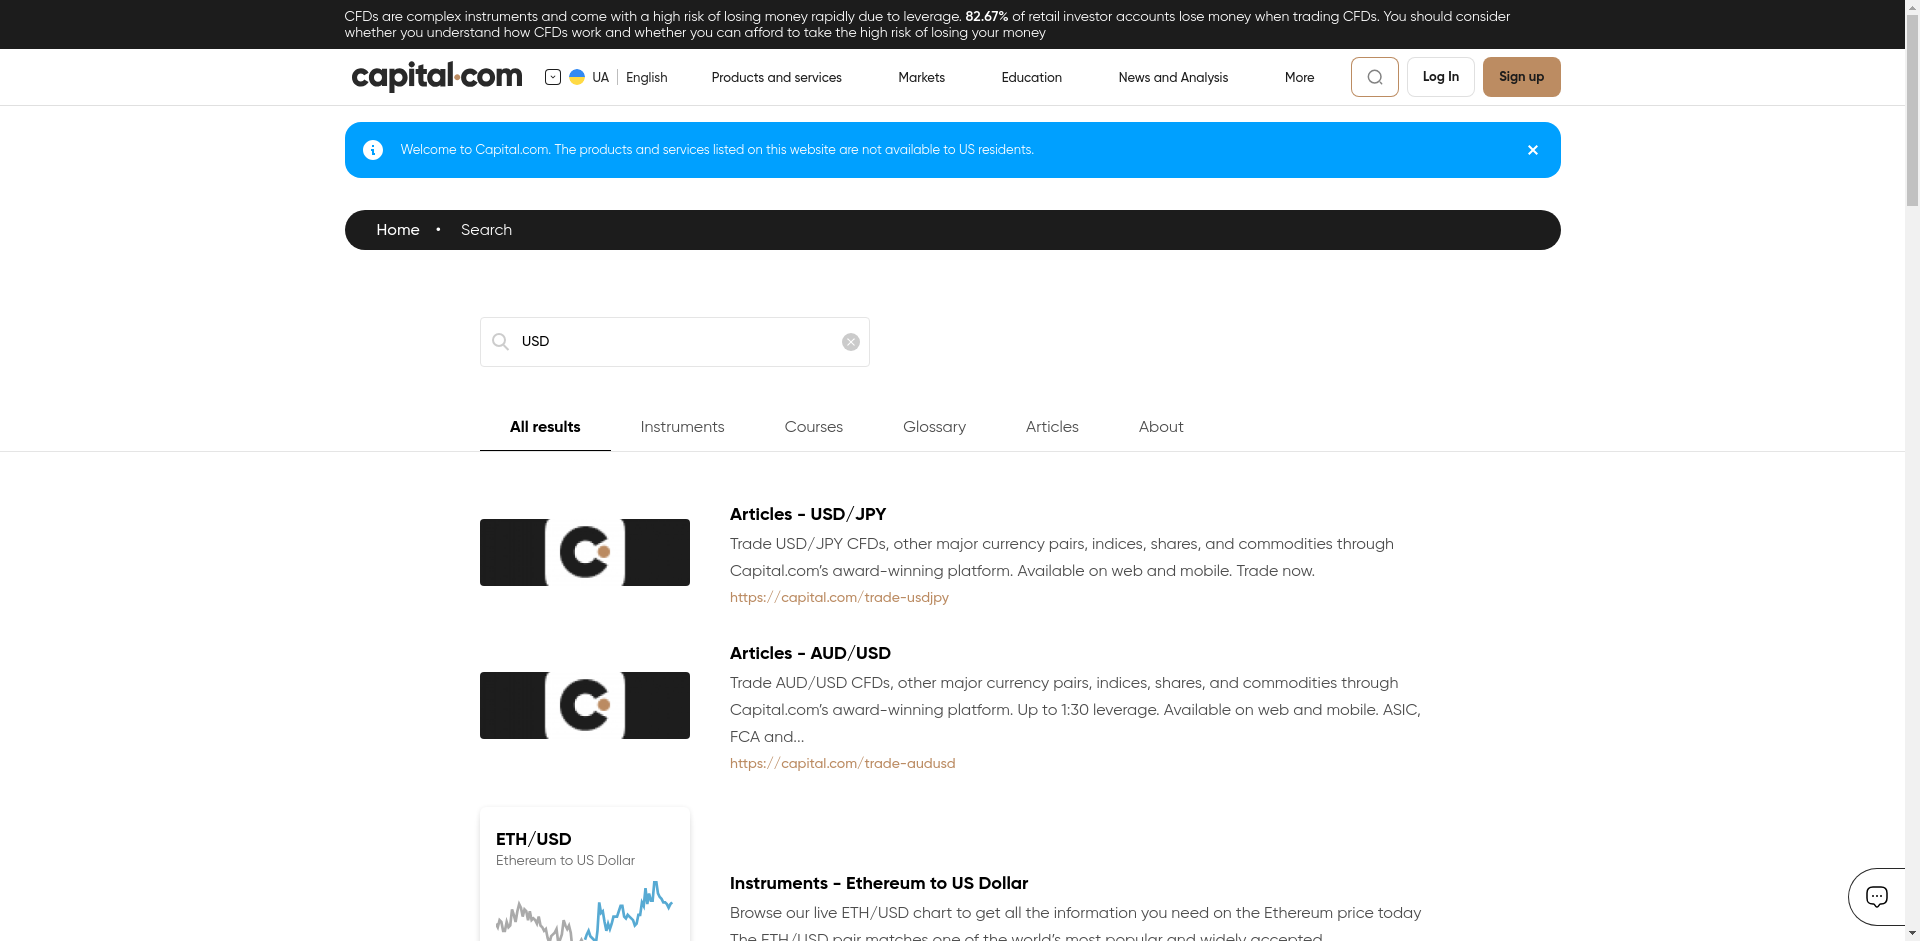 CFDs are complex instruments and come with a high risk of losing money rapidly due to leverage. 82.67% of retail investor accounts lose money when trading CFDs. You should consider
whether you understand how CFDs work and whether you can afford to take the high risk of losing your money
capital.com UA English Products and services Markets Education News and Analysis More Log In Sign up
Welcome to Capital.com. The products and services listed on this website are not available to US residents.
Home • Search
USD
All results Instruments Courses Glossary Articles About
Articles - USD/JPY
Trade USD/JPY CFDs, other major currency pairs, indices, shares, and commodities through
Capital.com’s award-winning platform. Available on web and mobile. Trade now.
https://capital.com/trade-usdjpy
Articles - AUD/USD
Trade AUD/USD CFDs, other major currency pairs, indices, shares, and commodities through
Capital.com’s award-winning platform. Up to 1:30 leverage. Available on web and mobile. ASIC,
FCA and...
https://capital.com/trade-audusd
ETH/USD
Ethereum to US Dollar
Instruments - Ethereum to US Dollar
Browse our live ETH/USD chart to get all the information you need on the Ethereum price today
The ETH/USD pair matches one of the world’s most popular and widely accepted